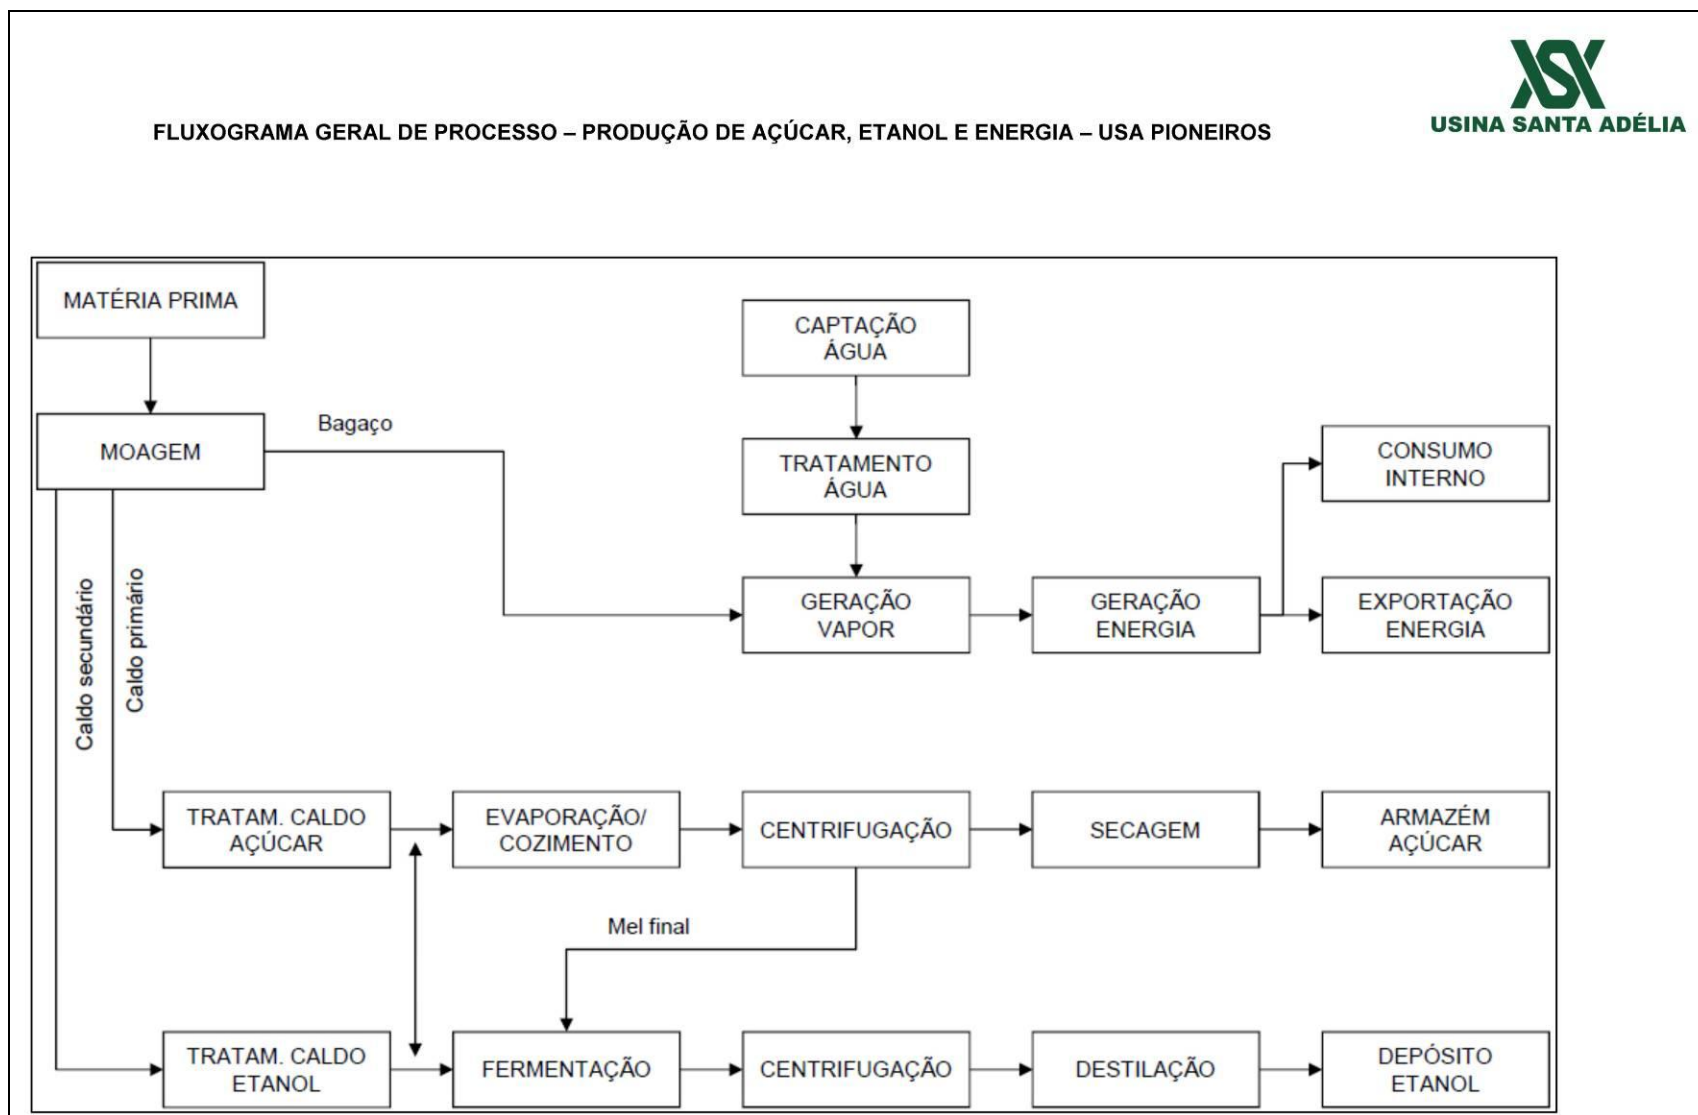 USINA SANTA ADÉLIA
FLUXOGRAMA GERAL DE PROCESSO – PRODUÇÃO DE AÇÚCAR, ETANOL E ENERGIA – USA PIONEIROS
MATÉRIA PRIMA
CAPTAÇÃO
ÁGUA
MOAGEM
Bagaço
TRATAMENTO
ÁGUA
CONSUMO
INTERNO
Caldo secundário
Caldo primário
GERAÇÃO
VAPOR
GERAÇÃO
ENERGIA
EXPORTAÇÃO
ENERGIA
TRATAM. CALDO
AÇÚCAR
EVAPORAÇÃO/
COZIMENTO
CENTRIFUGAÇÃO
SECAGEM
ARMAZÉM
AÇÚCAR
Mel final
TRATAM. CALDO
ETANOL
FERMENTAÇÃO
CENTRIFUGAÇÃO
DESTILAÇÃO
DEPÓSITO
ETANOL